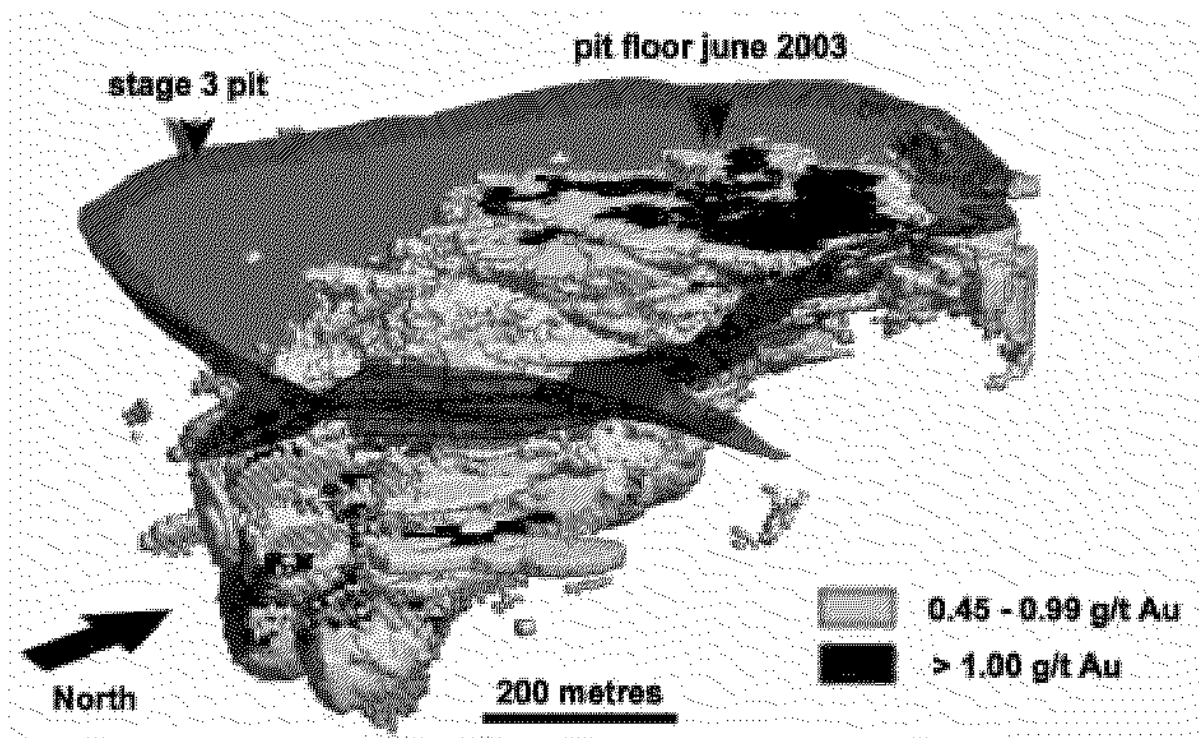 pit floor june 2003
stage 3 pit
0.45 - 0.99 g/t Au
> 1.00 g/t Au
North
200 metres